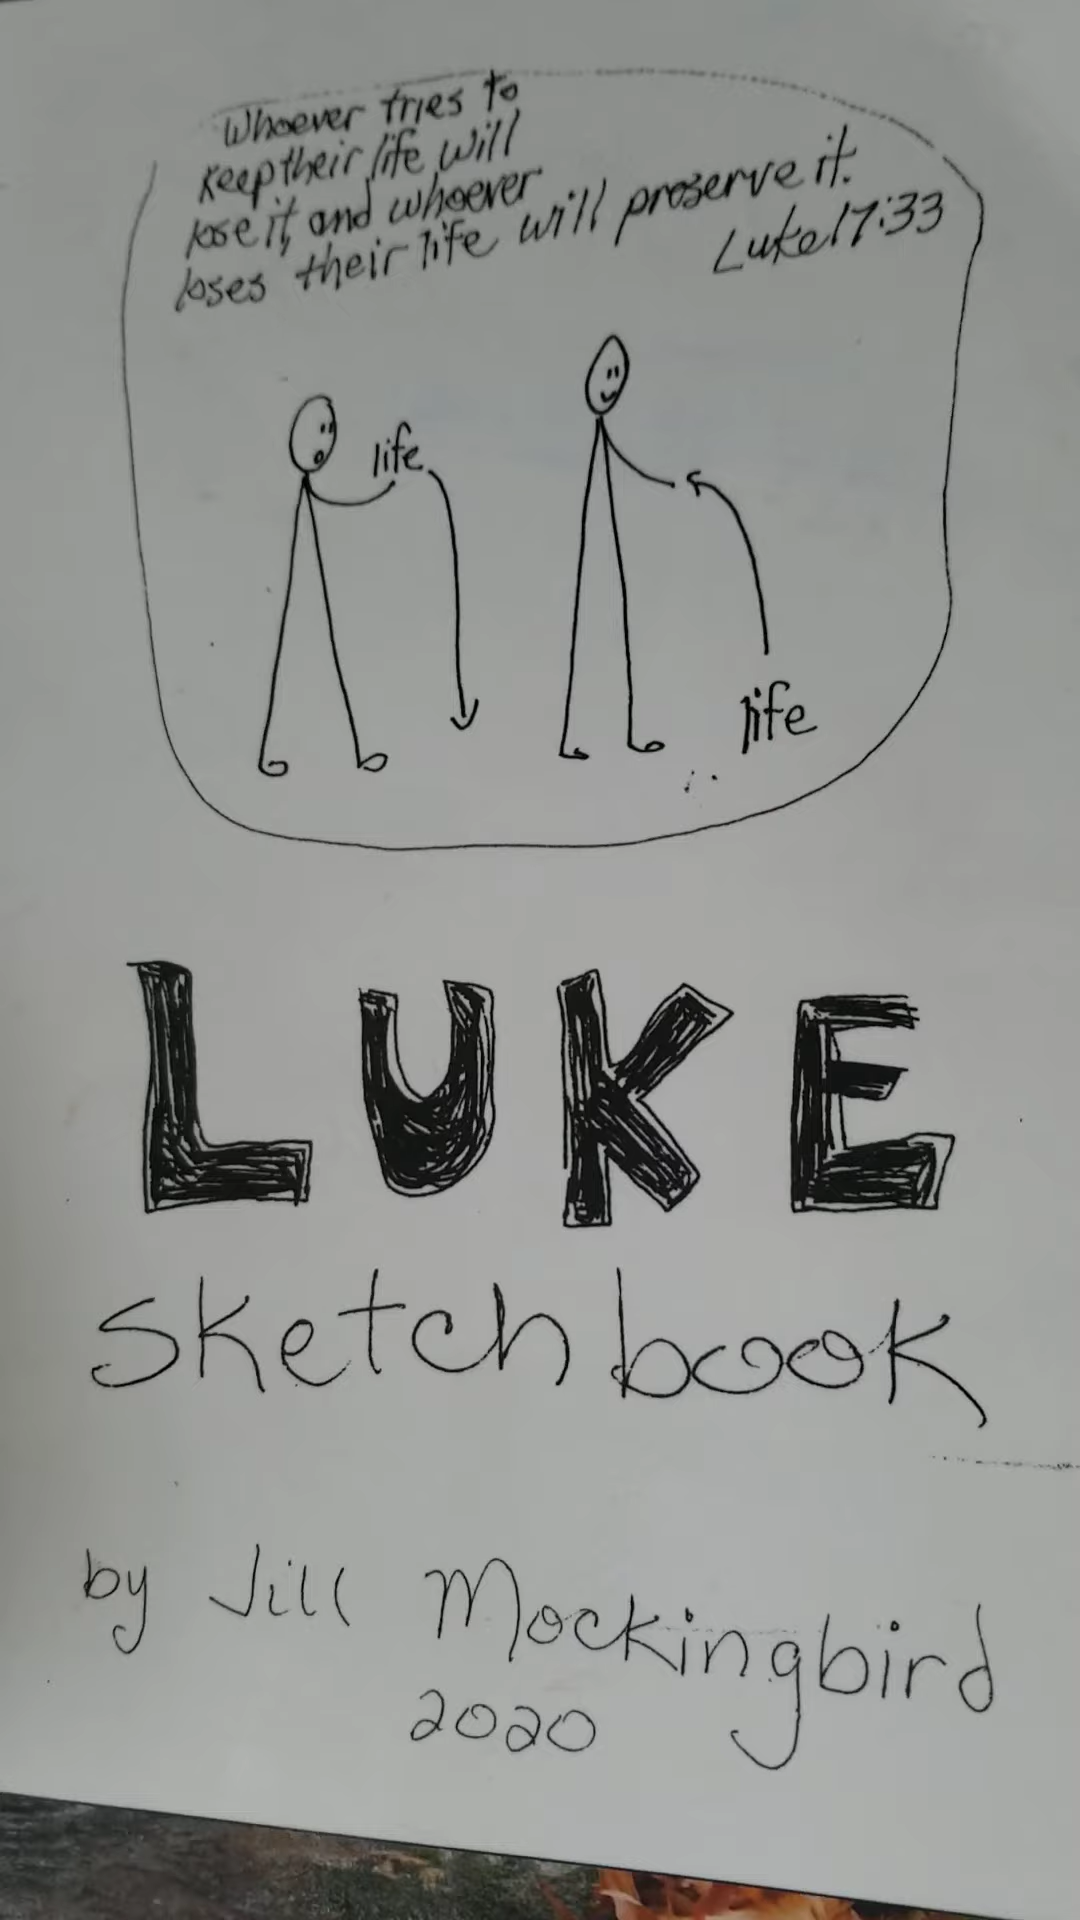 Whoever tries to
keep their life will
lose it, and whoever
loses their life will preserve it.
Luke 17:33
life
life
LUKE
sketchbook
by Jill Mockingbird
2020